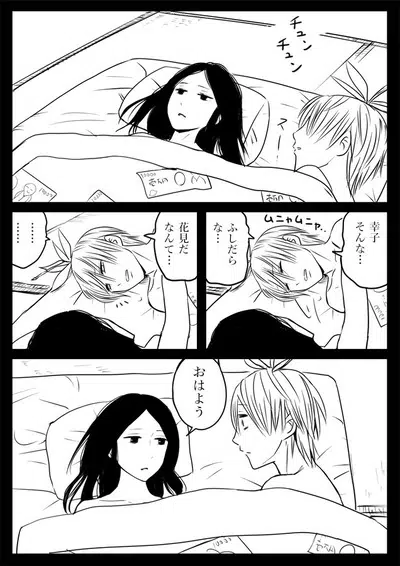 チュン
チュン
10000
幸子
そんな…
ムニャムニャ…
ふしだら
な…
花見だ
なんて…
………
おはよう